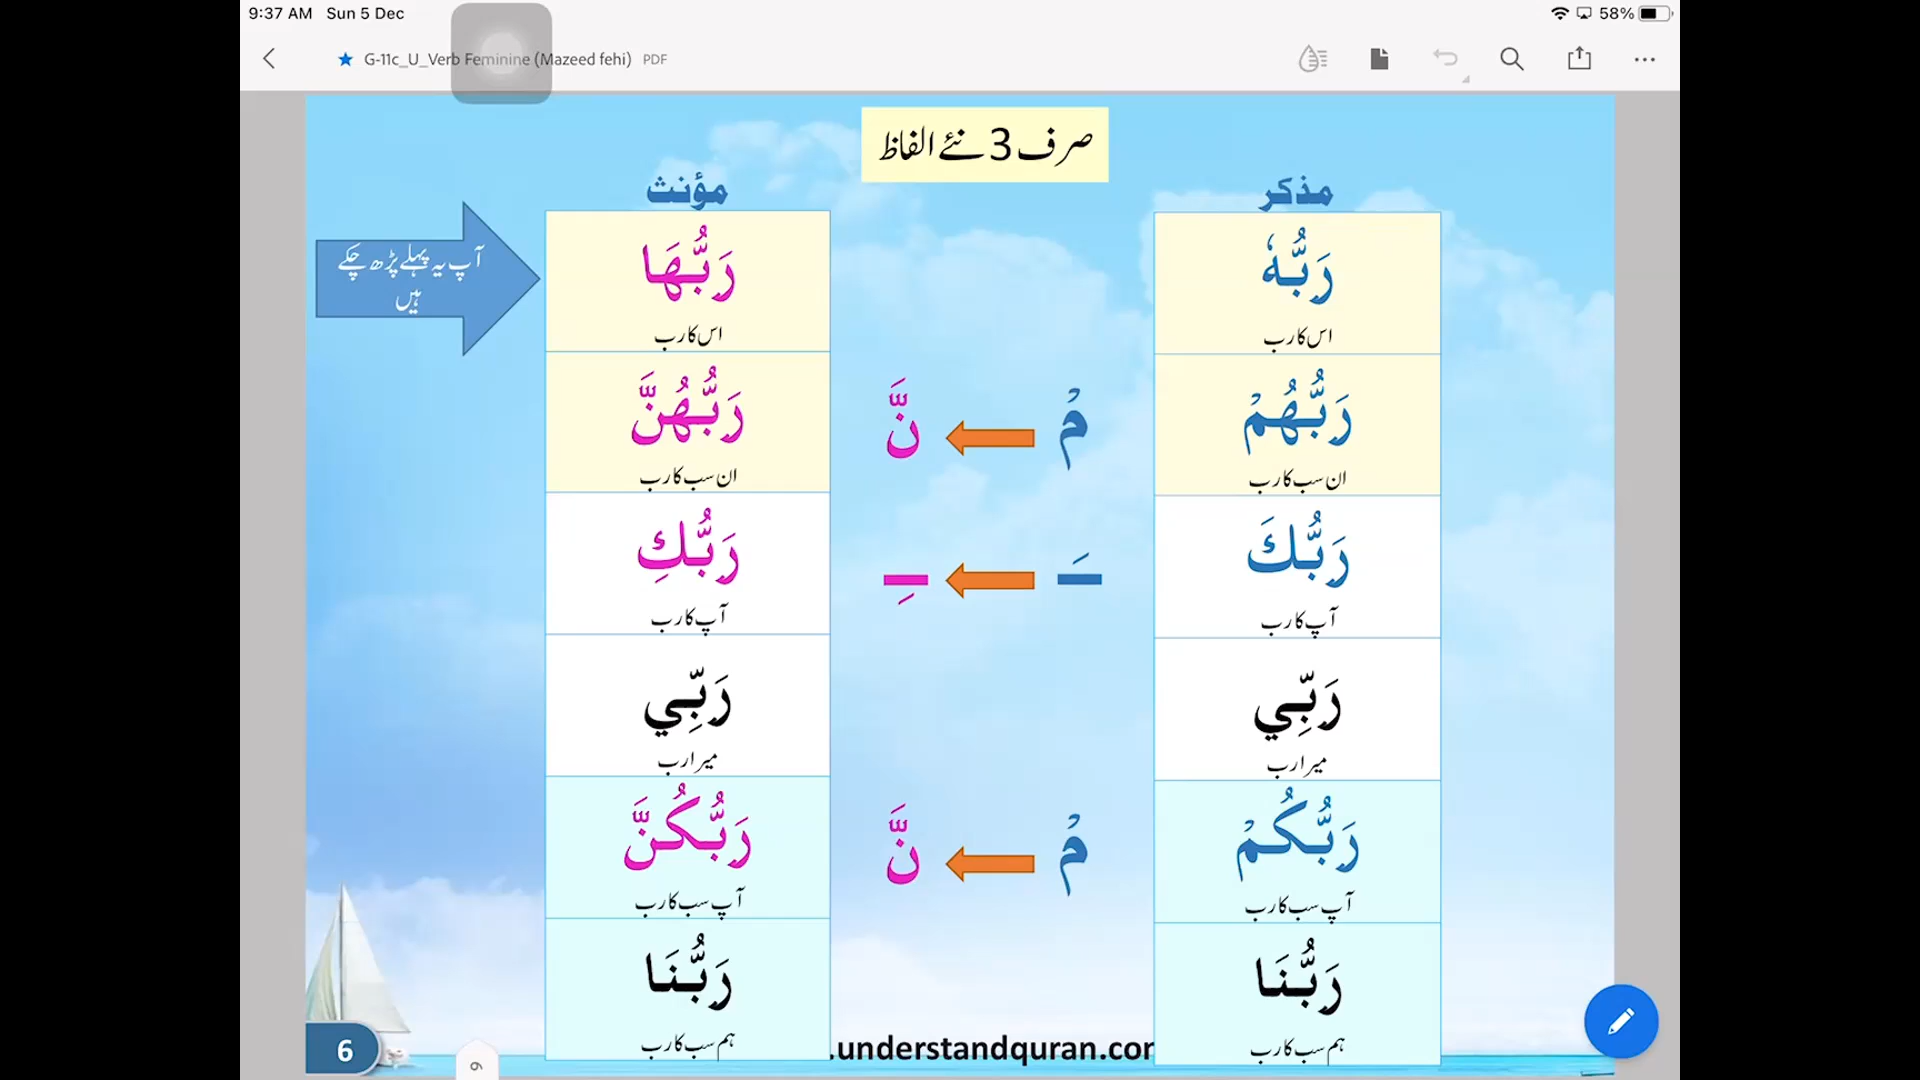 9:37 AM Sun 5 Dec
58%
G-11c_U_Verb Feminine (Mazeed fehi) PDF
صرف 3 نئے الفاظ
مذکر
مؤنث
آپ یہ پہلے پڑھ چکے
ہیں
رَبُّهٗ
اس کا رب
رَبُّهَا
اس کا رب
رَبُّهُمْ
ان سب کا رب
مْ
نَّ
رَبُّهُنَّ
ان سب کا رب
رَبُّكَ
آپ کا رب
ـَ
ـِ
رَبُّكِ
آپ کا رب
رَبِّي
میرا رب
رَبِّي
میرا رب
رَبُّكُمْ
آپ سب کا رب
مْ
نَّ
رَبُّكُنَّ
آپ سب کا رب
رَبُّنَا
ہم سب کا رب
رَبُّنَا
ہم سب کا رب
.understandquran.cor
6